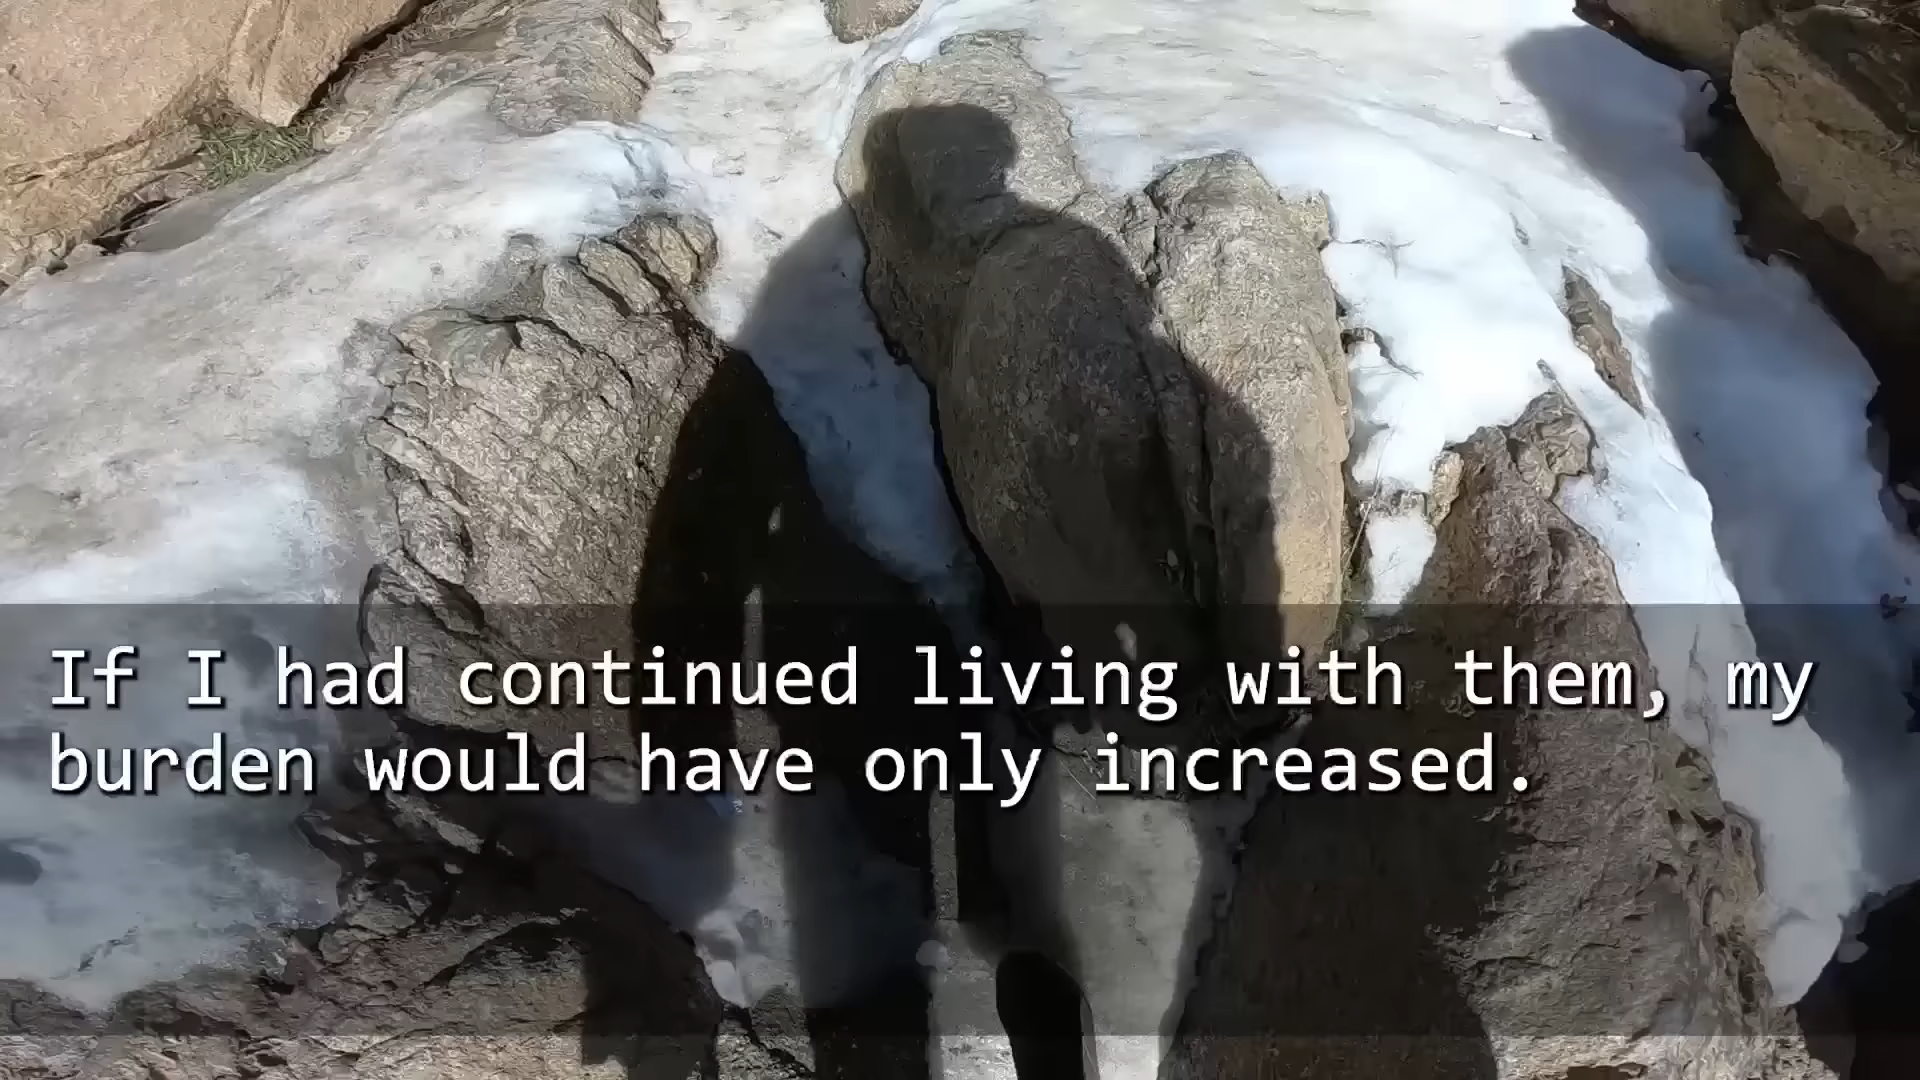 If I had continued living with them, my
burden would have only increased.